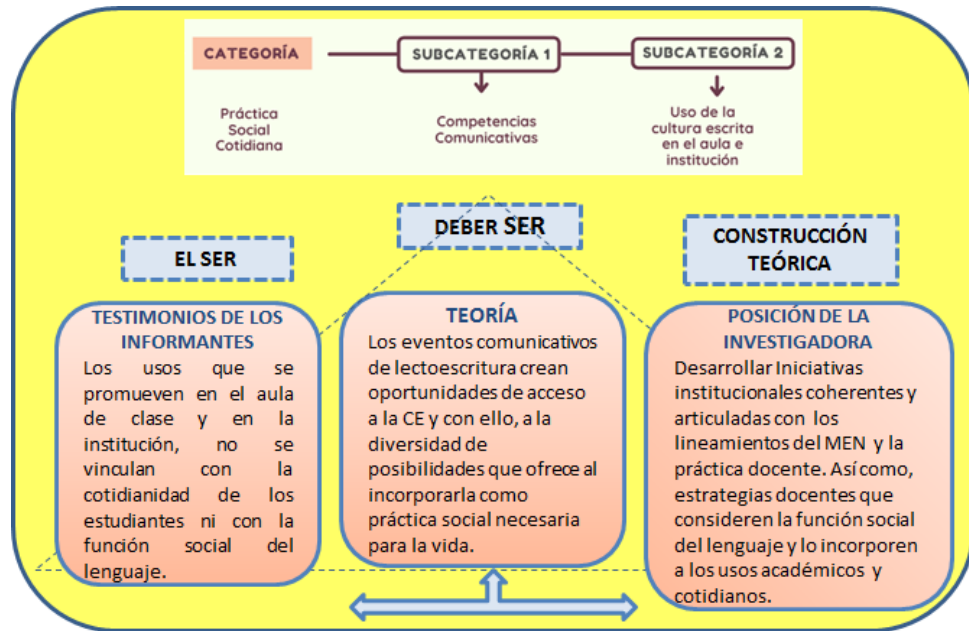 CATEGORÍA
SUBCATEGORÍA 1
SUBCATEGORÍA 2
Práctica
Social
Cotidiana
Competencias
Comunicativas
Uso de la
cultura escrita
en el aula e
institución
EL SER
DEBER SER
CONSTRUCCIÓN
TEÓRICA
TESTIMONIOS DE LOS
INFORMANTES
Los usos que se
promueven en el aula
de clase y en la
institución, no se
vinculan con la
cotidianidad de los
estudiantes ni con la
función social del
lenguaje.
TEORÍA
Los eventos comunicativos
de lectoescritura crean
oportunidades de acceso
a la CE y con ello, a la
diversidad de
posibilidades que ofrece al
incorporarla como
práctica social necesaria
para la vida.
POSICIÓN DE LA
INVESTIGADORA
Desarrollar Iniciativas
institucionales coherentes y
articuladas con los
lineamientos del MEN y la
práctica docente. Así como,
estrategias docentes que
consideren la función social
del lenguaje y lo incorporen
a los usos académicos y
cotidianos.